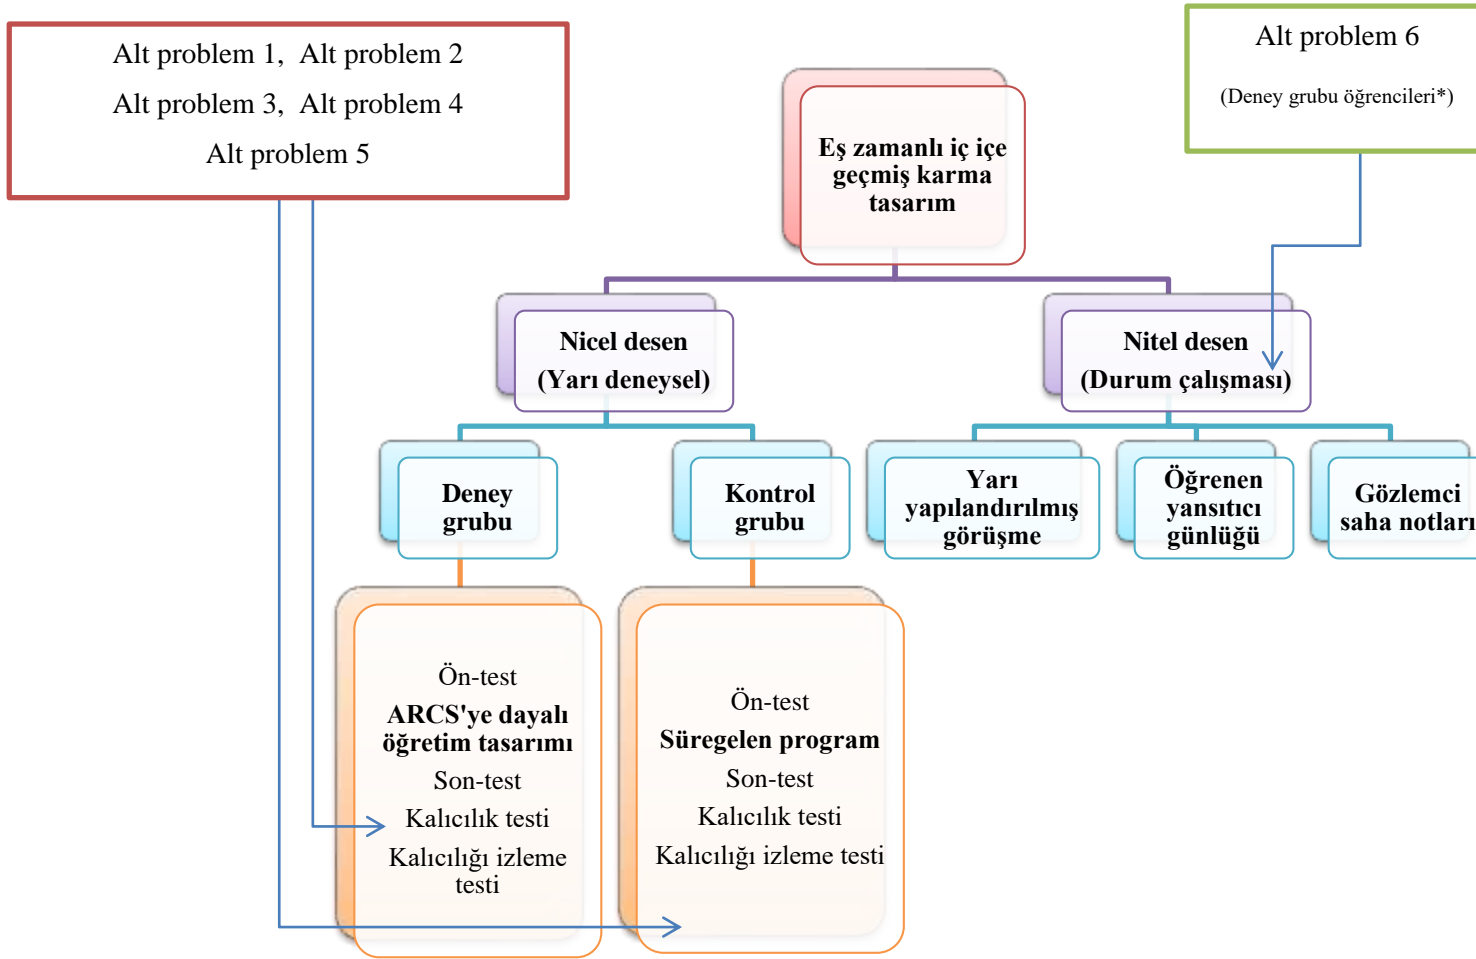 Alt problem 1,  Alt problem 2
Alt problem 3,  Alt problem 4
Alt problem 5
Alt problem 6
(Deney grubu öğrencileri*)
Eş zamanlı iç içe
geçmiş karma
tasarım
Nicel desen
(Yarı deneysel)
Nitel desen
(Durum çalışması)
Deney
grubu
Kontrol
grubu
Yarı
yapılandırılmış
görüşme
Öğrenen
yansıtıcı
günlüğü
Gözlemci
saha notları
Ön-test
ARCS'ye dayalı
öğretim tasarımı
Son-test
Kalıcılık testi
Kalıcılığı izleme
testi
Ön-test
Süregelen program
Son-test
Kalıcılık testi
Kalıcılığı izleme testi